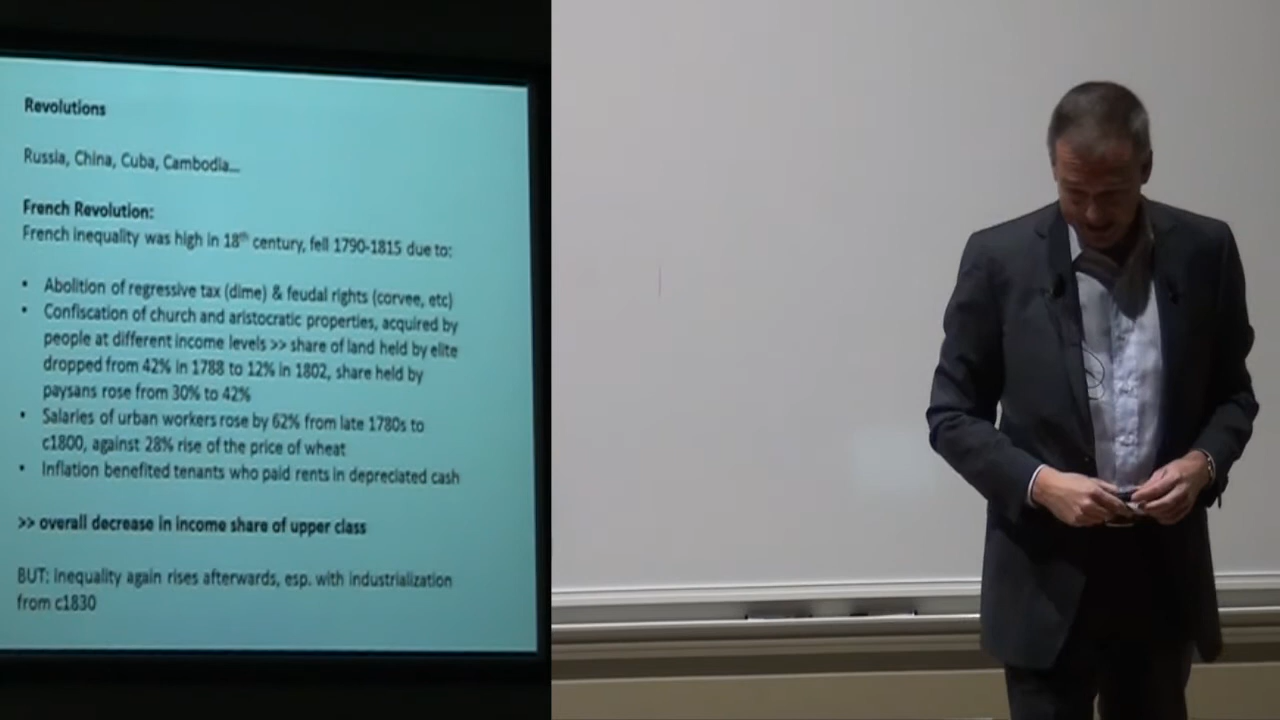 Revolutions
Russia, China, Cuba, Cambodia...
French Revolution:
French inequality was high in 18th century, fell 1790-1815 due to:
• Abolition of regressive tax (dime) & feudal rights (corvee, etc)
• Confiscation of church and aristocratic properties, acquired by
people at different income levels >> share of land held by elite
dropped from 42% in 1788 to 12% in 1802, share held by
paysans rose from 30% to 42%
• Salaries of urban workers rose by 62% from late 1780s to
c1800, against 28% rise of the price of wheat
• Inflation benefited tenants who paid rents in depreciated cash
>> overall decrease in income share of upper class
BUT: inequality again rises afterwards, esp. with industrialization
from c1830